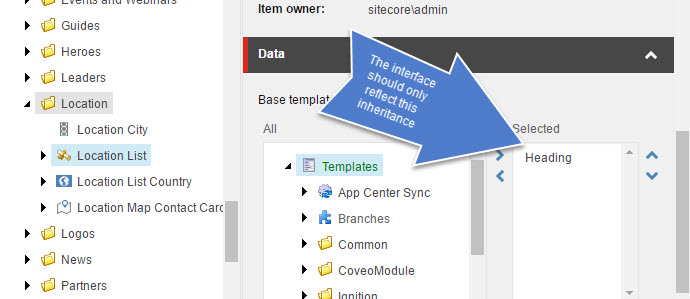 Events and Webinars
Guides
Heroes
Leaders
Location
Location City
Location List
Location List Country
Location Map Contact Card
Logos
News
Partners
Item owner:
sitecore\admin
Data
Base templat
The interface
should only
reflect this
inheritance
All
Templates
App Center Sync
Branches
Common
CoveoModule
Ignition
Selected
Heading